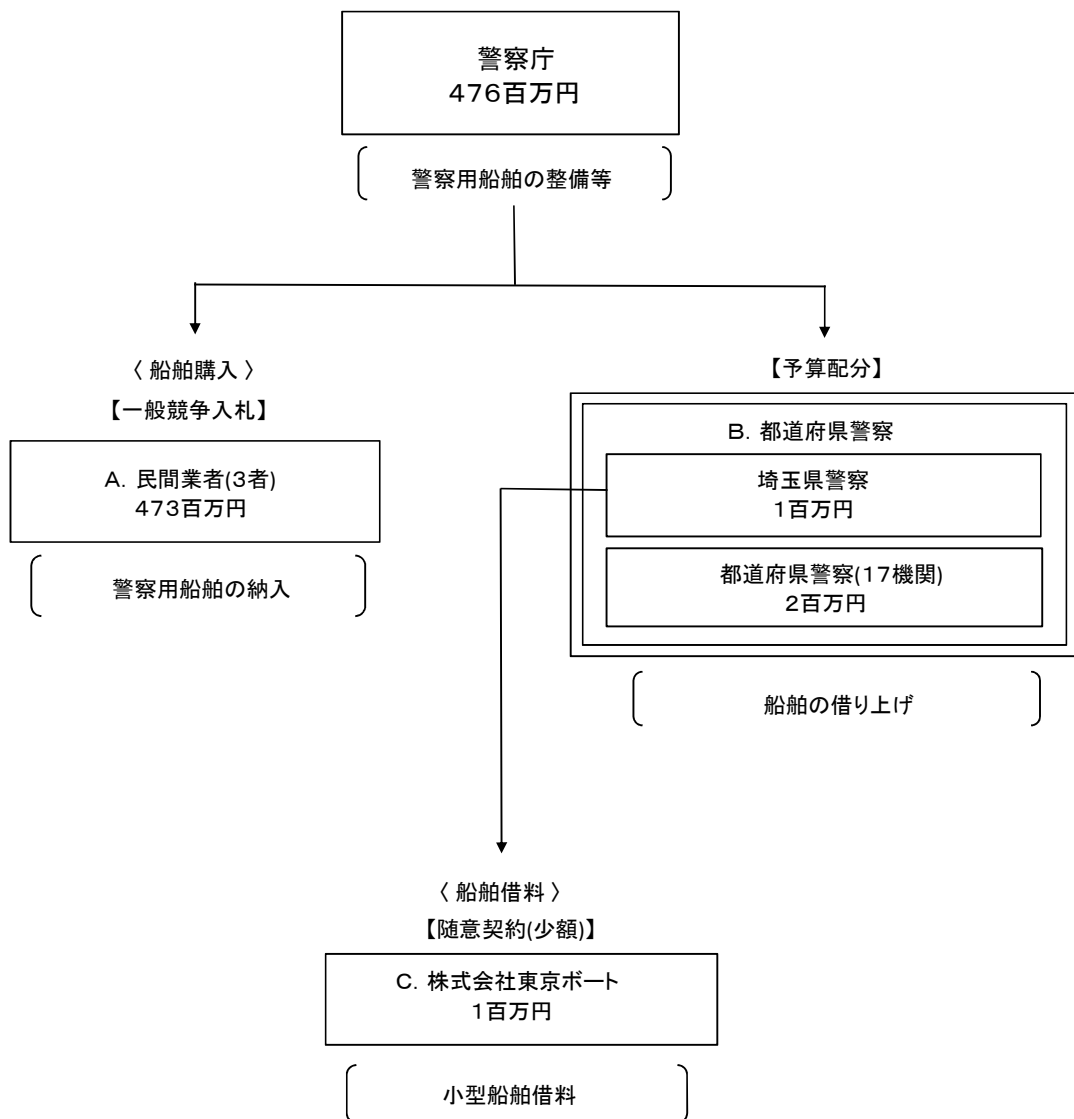 警察庁
476百万円
警察用船舶の整備等
〈 船舶購入 〉
【一般競争入札】
A. 民間業者(3者)
473百万円
警察用船舶の納入
【予算配分】
B. 都道府県警察
埼玉県警察
1百万円
都道府県警察(17機関)
2百万円
船舶の借り上げ
〈 船舶借料 〉
【随意契約(少額)】
C. 株式会社東京ボート
1百万円
小型船舶借料